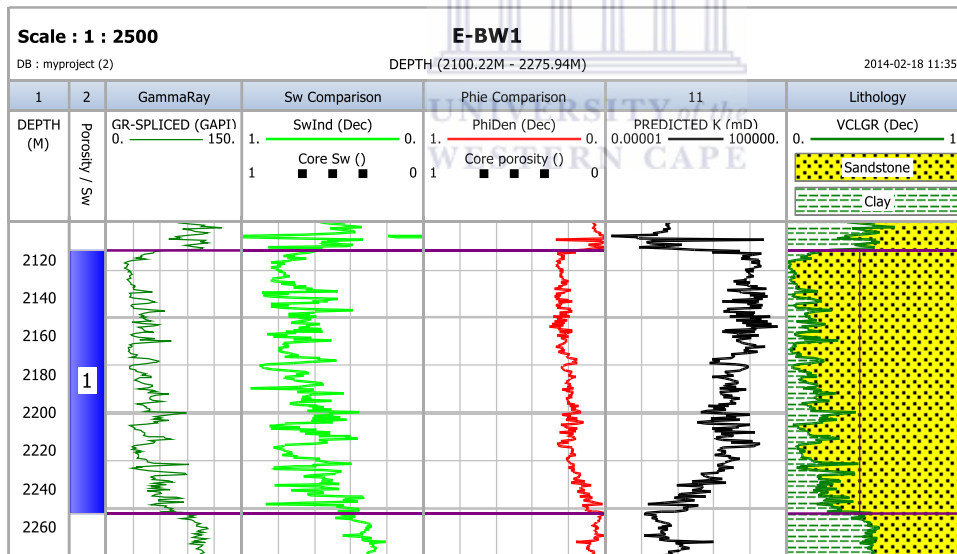 Scale : 1 : 2500
E-BW1
DB : myproject (2)
DEPTH (2100.22M - 2275.94M)
2014-02-18 11:35
1
2
GammaRay
Sw Comparison
Phie Comparison
11
Lithology
UNIVERSITY of the
WESTERN CAPE
DEPTH
(M)
Porosity / Sw
GR-SPLICED (GAPI)
0. 150.
SwInd (Dec)
1. 0.
Core Sw ()
1 0
PhiDen (Dec)
1. 0.
Core porosity ()
1 0
PREDICTED K (mD)
0.00001 100000.
VCLGR (Dec)
0. 1
Sandstone
Clay
2120
2140
2160
2180
1
2200
2220
2240
2260